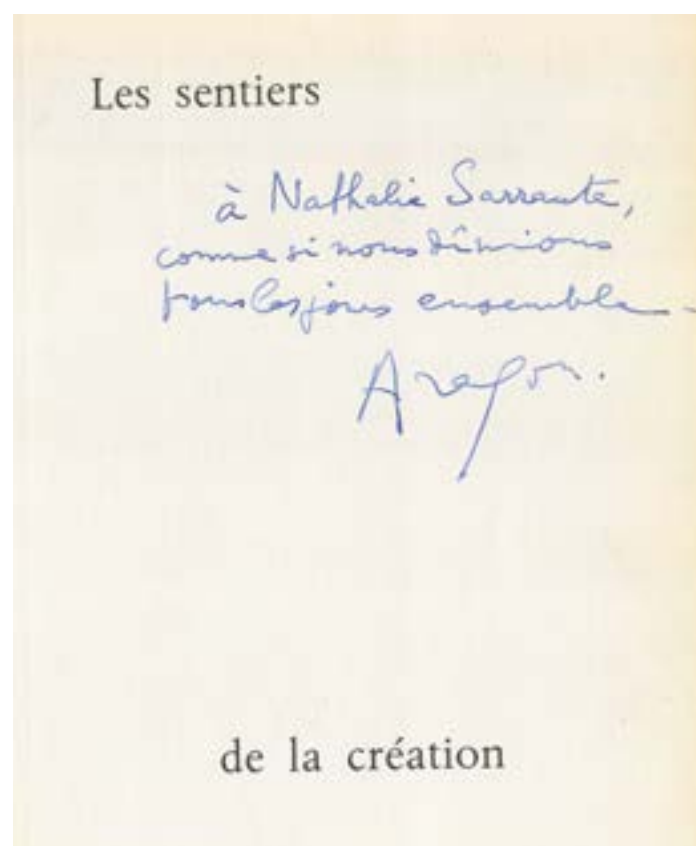 Les sentiers
à Nathalie Sarraute,
comme si nous dînions
tous les jours ensemble -
Aragon.
de la création